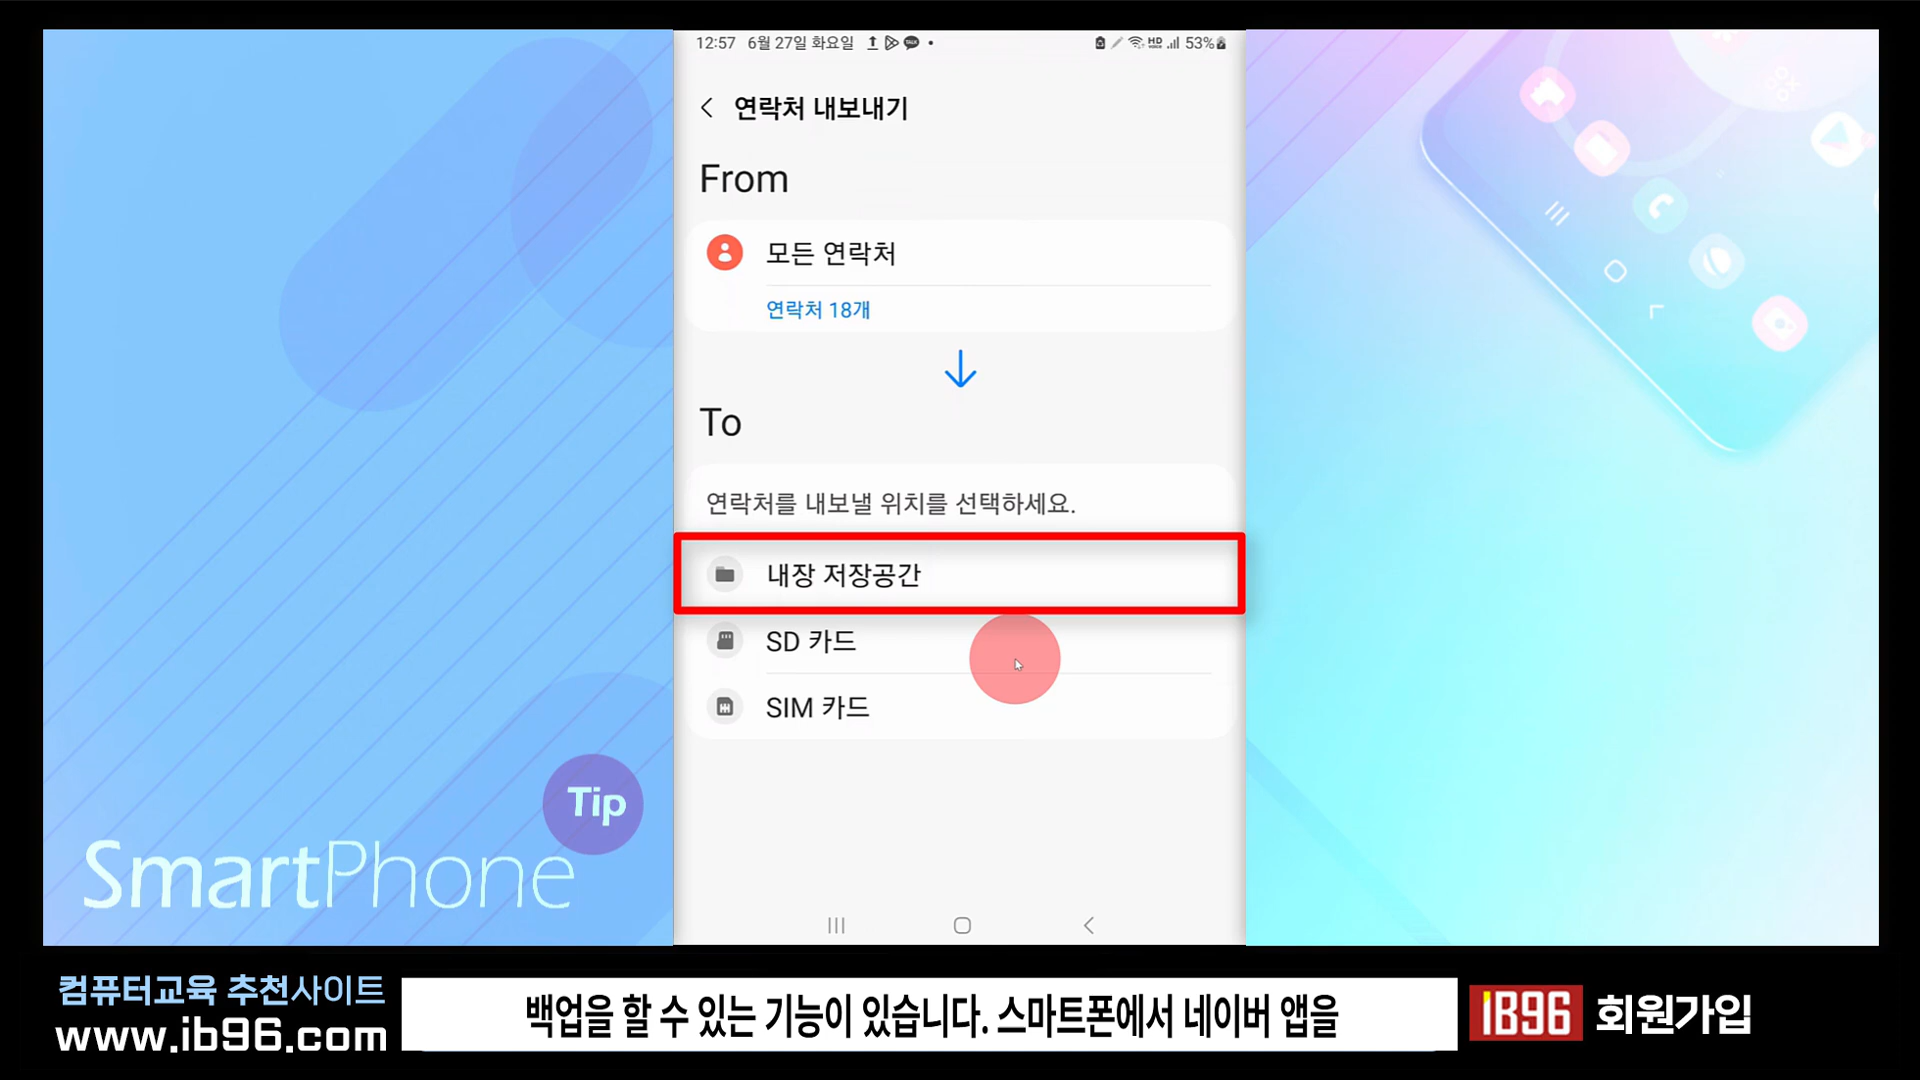 12:57 6월 27일 화요일
53%
연락처 내보내기
From
모든 연락처
연락처 18개
To
연락처를 내보낼 위치를 선택하세요.
내장 저장공간
SD 카드
SIM 카드
Tip
SmartPhone
컴퓨터교육 추천사이트
www.ib96.com
백업을 할 수 있는 기능이 있습니다. 스마트폰에서 네이버 앱을
IB96 회원가입